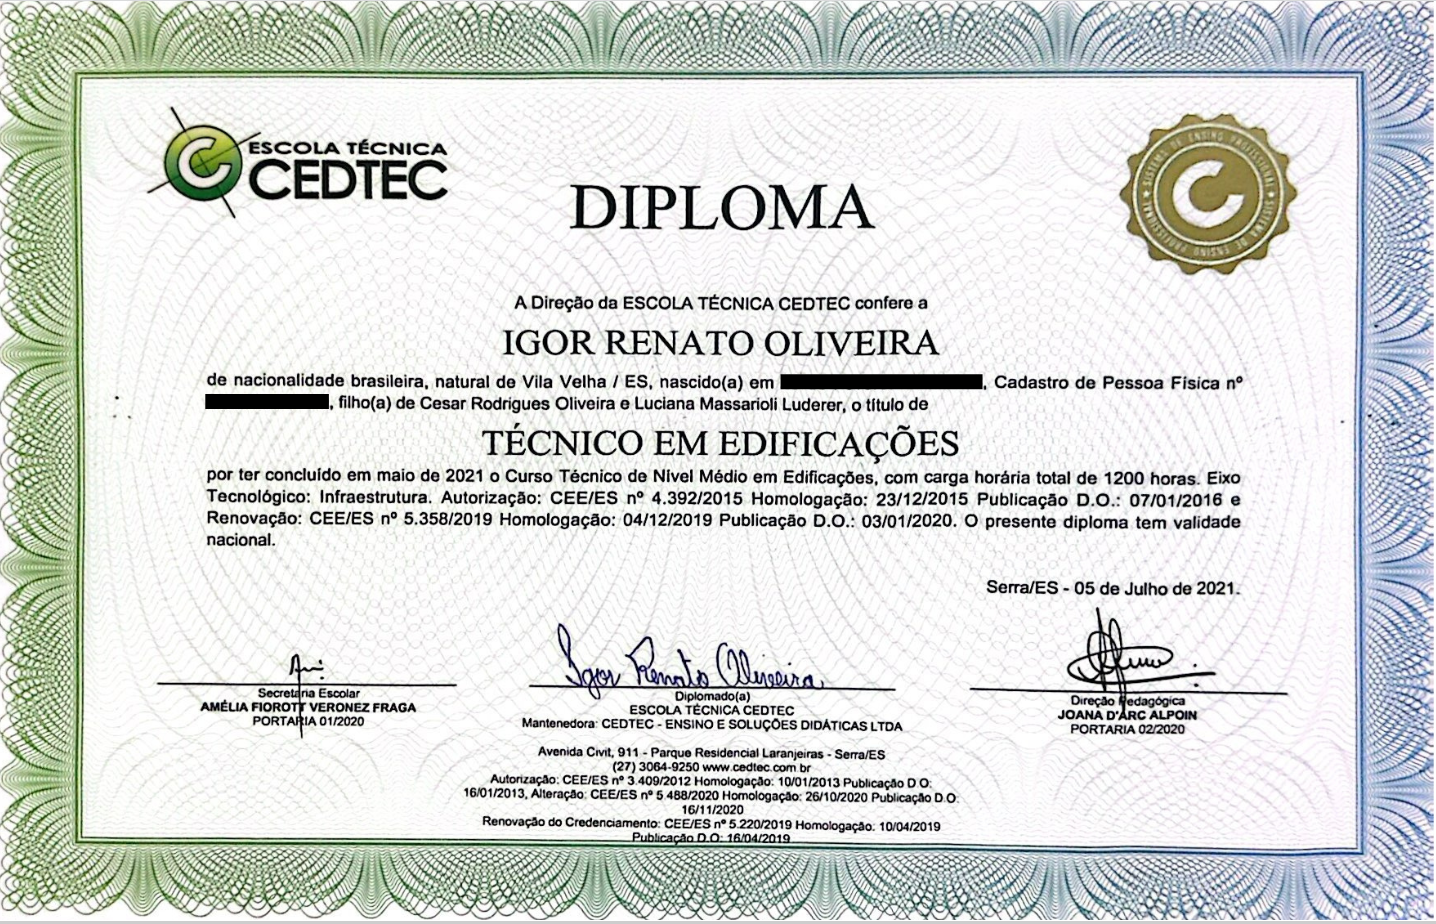 ESCOLA TÉCNICA
CEDTEC
SISTEMA DE ENSINO PROFISSIONAL ★ SISTEMA DE ENSINO PROFISSIONAL ★
DIPLOMA
A Direção da ESCOLA TÉCNICA CEDTEC confere a
IGOR RENATO OLIVEIRA
de nacionalidade brasileira, natural de Vila Velha / ES, nascido(a) em , Cadastro de Pessoa Física nº
, filho(a) de Cesar Rodrigues Oliveira e Luciana Massarioli Luderer, o título de
TÉCNICO EM EDIFICAÇÕES
por ter concluído em maio de 2021 o Curso Técnico de Nível Médio em Edificações, com carga horária total de 1200 horas. Eixo
Tecnológico: Infraestrutura. Autorização: CEE/ES nº 4.392/2015 Homologação: 23/12/2015 Publicação D.O.: 07/01/2016 e
Renovação: CEE/ES nº 5.358/2019 Homologação: 04/12/2019 Publicação D.O.: 03/01/2020. O presente diploma tem validade
nacional.
Serra/ES - 05 de Julho de 2021.
Igor Renato Oliveira
Secretaria Escolar
AMÉLIA FIOROTT VERONEZ FRAGA
PORTARIA 01/2020
Diplomado(a)
ESCOLA TÉCNICA CEDTEC
Mantenedora: CEDTEC - ENSINO E SOLUÇÕES DIDÁTICAS LTDA
Direção Pedagógica
JOANA D'ARC ALPOIN
PORTARIA 02/2020
Avenida Civit, 911 - Parque Residencial Laranjeiras - Serra/ES
(27) 3064-9250 www.cedtec.com br
Autorização: CEE/ES nº 3.409/2012 Homologação: 10/01/2013 Publicação D O:
16/01/2013, Alteração: CEE/ES nº 5.488/2020 Homologação: 26/10/2020 Publicação D.O:
16/11/2020
Renovação do Credenciamento: CEE/ES nº 5.220/2019 Homologação: 10/04/2019
Publicação D.O: 16/04/2019